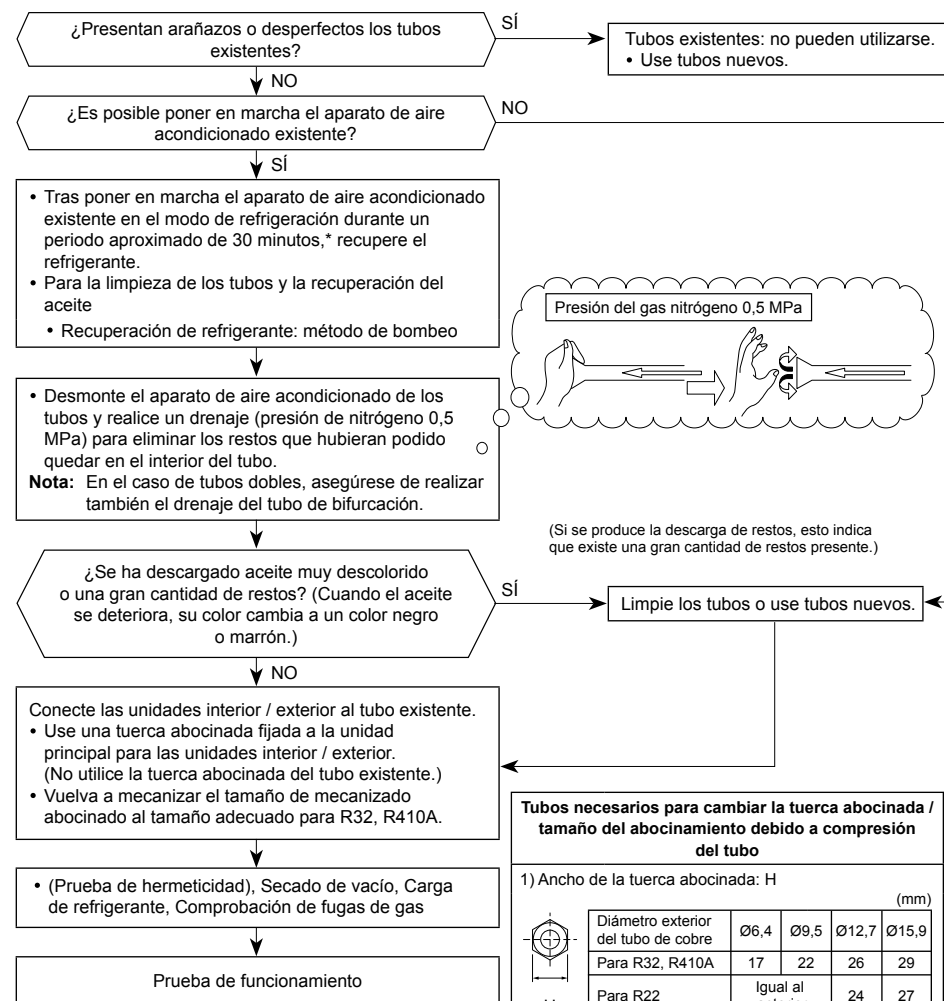 ¿Presentan arañazos o desperfectos los tubos
existentes?
SÍ
Tubos existentes: no pueden utilizarse.
• Use tubos nuevos.
NO
¿Es posible poner en marcha el aparato de aire
acondicionado existente?
NO
SÍ
• Tras poner en marcha el aparato de aire acondicionado
existente en el modo de refrigeración durante un
periodo aproximado de 30 minutos,* recupere el
refrigerante.
• Para la limpieza de los tubos y la recuperación del
aceite
• Recuperación de refrigerante: método de bombeo
Presión del gas nitrógeno 0,5 MPa
• Desmonte el aparato de aire acondicionado de los
tubos y realice un drenaje (presión de nitrógeno 0,5
MPa) para eliminar los restos que hubieran podido
quedar en el interior del tubo.
Nota: En el caso de tubos dobles, asegúrese de realizar
también el drenaje del tubo de bifurcación.
(Si se produce la descarga de restos, esto indica
que existe una gran cantidad de restos presente.)
¿Se ha descargado aceite muy descolorido
o una gran cantidad de restos? (Cuando el aceite
se deteriora, su color cambia a un color negro
o marrón.)
SÍ
Limpie los tubos o use tubos nuevos.
NO
Conecte las unidades interior / exterior al tubo existente.
• Use una tuerca abocinada fijada a la unidad
principal para las unidades interior / exterior.
(No utilice la tuerca abocinada del tubo existente.)
• Vuelva a mecanizar el tamaño de mecanizado
abocinado al tamaño adecuado para R32, R410A.
• (Prueba de hermeticidad), Secado de vacío, Carga
de refrigerante, Comprobación de fugas de gas
Prueba de funcionamiento
Tubos necesarios para cambiar la tuerca abocinada /
tamaño del abocinamiento debido a compresión
del tubo
1) Ancho de la tuerca abocinada: H
(mm)
Diámetro exterior
del tubo de cobre
Ø6,4 Ø9,5 Ø12,7 Ø15,9
Para R32, R410A 17 22 26 29
Para R22 Igual al 24 27